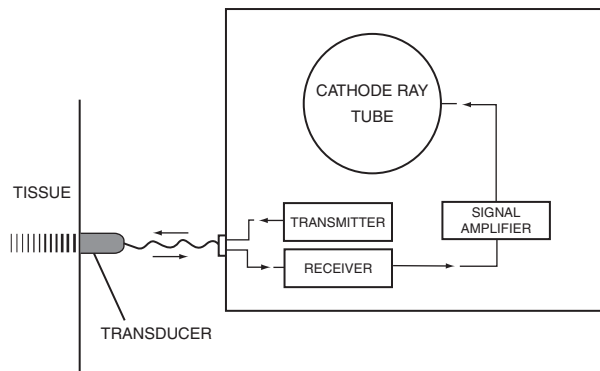 CATHODE RAY
TUBE
TISSUE
TRANSMITTER
SIGNAL
AMPLIFIER
RECEIVER
TRANSDUCER